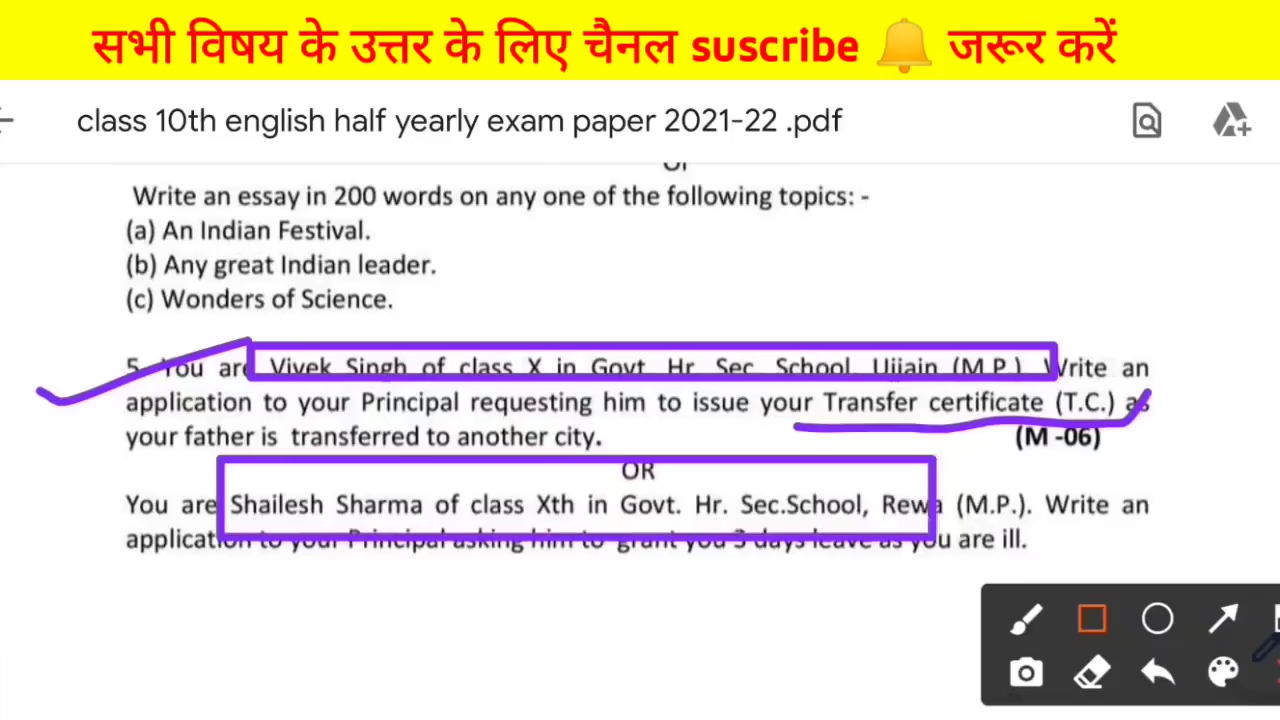 सभी विषय के उत्तर के लिए चैनल suscribe 🔔 जरूर करें
class 10th english half yearly exam paper 2021-22 .pdf
Or
Write an essay in 200 words on any one of the following topics: -
(a) An Indian Festival.
(b) Any great Indian leader.
(c) Wonders of Science.
5 You are Vivek Singh of class X in Govt Hr Sec School Ujjain (M.P.) Write an
application to your Principal requesting him to issue your Transfer certificate (T.C.) as
your father is transferred to another city.
(M -06)
OR
You are Shailesh Sharma of class Xth in Govt. Hr. Sec.School, Rewa (M.P.). Write an
application to your Principal asking him to grant you 3 days leave as you are ill.